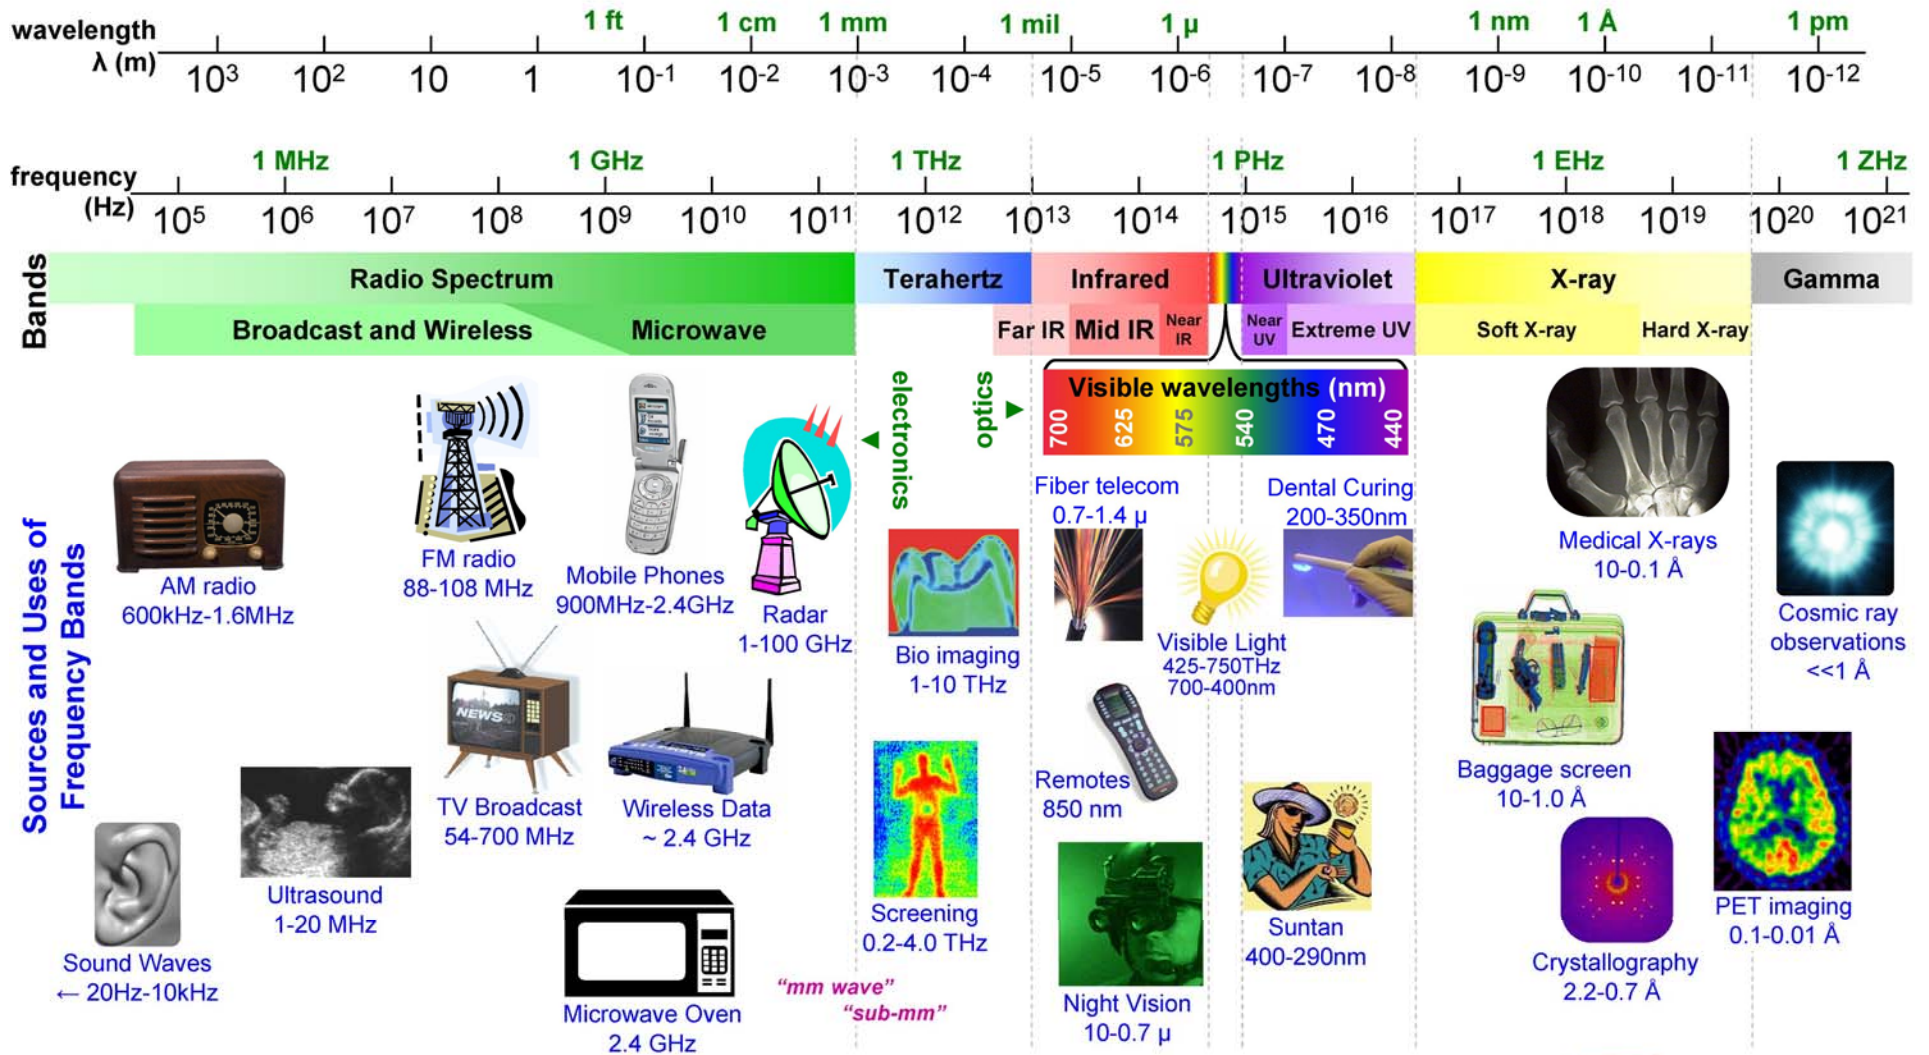 wavelength
λ (m)
1 ft 1 cm 1 mm 1 mil 1 µ 1 nm 1 Å 1 pm
10³ 10² 10 1 10⁻¹ 10⁻² 10⁻³ 10⁻⁴ 10⁻⁵ 10⁻⁶ 10⁻⁷ 10⁻⁸ 10⁻⁹ 10⁻¹⁰ 10⁻¹¹ 10⁻¹²
frequency
(Hz)
1 MHz 1 GHz 1 THz 1 PHz 1 EHz 1 ZHz
10⁵ 10⁶ 10⁷ 10⁸ 10⁹ 10¹⁰ 10¹¹ 10¹² 10¹³ 10¹⁴ 10¹⁵ 10¹⁶ 10¹⁷ 10¹⁸ 10¹⁹ 10²⁰ 10²¹
Bands
Radio Spectrum Terahertz Infrared Ultraviolet X-ray Gamma
Broadcast and Wireless Microwave Far IR Mid IR Near IR Near UV Extreme UV Soft X-ray Hard X-ray
electronics
optics
Visible wavelengths (nm)
700 625 575 540 470 440
Sources and Uses of
Frequency Bands
AM radio
600kHz-1.6MHz
FM radio
88-108 MHz
Mobile Phones
900MHz-2.4GHz
Radar
1-100 GHz
Bio imaging
1-10 THz
Fiber telecom
0.7-1.4 µ
Visible Light
425-750THz
700-400nm
Dental Curing
200-350nm
Medical X-rays
10-0.1 Å
Cosmic ray
observations
<<1 Å
Sound Waves
← 20Hz-10kHz
Ultrasound
1-20 MHz
NEWS
TV Broadcast
54-700 MHz
Wireless Data
~ 2.4 GHz
Microwave Oven
2.4 GHz
"mm wave"
"sub-mm"
Screening
0.2-4.0 THz
Remotes
850 nm
Night Vision
10-0.7 µ
Suntan
400-290nm
Baggage screen
10-1.0 Å
Crystallography
2.2-0.7 Å
PET imaging
0.1-0.01 Å